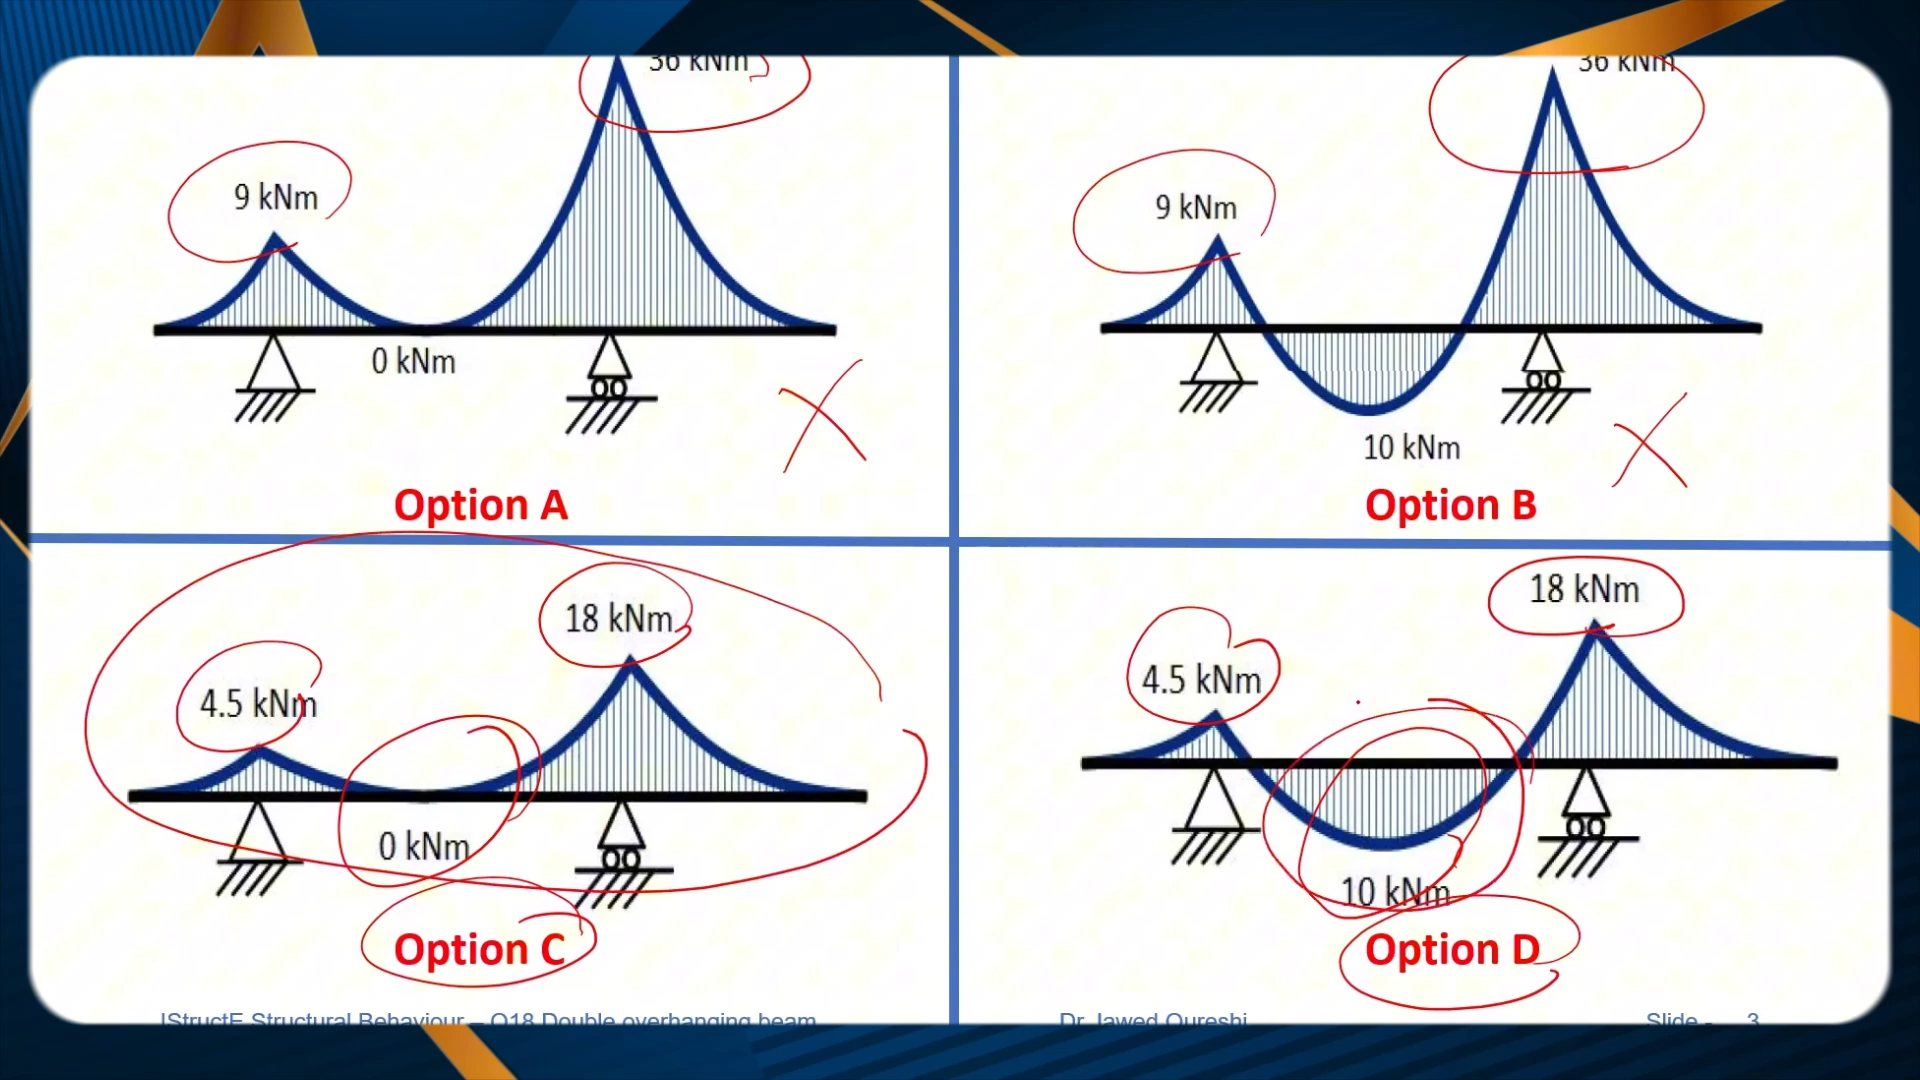 36 kNm
9 kNm
0 kNm
Option A
36 kNm
9 kNm
10 kNm
Option B
18 kNm
4.5 kNm
0 kNm
Option C
18 kNm
4.5 kNm
10 kNm
Option D
IStructE Structural Behaviour – Q18 Double overhanging beam
Dr Jawed Qureshi
Slide - 3